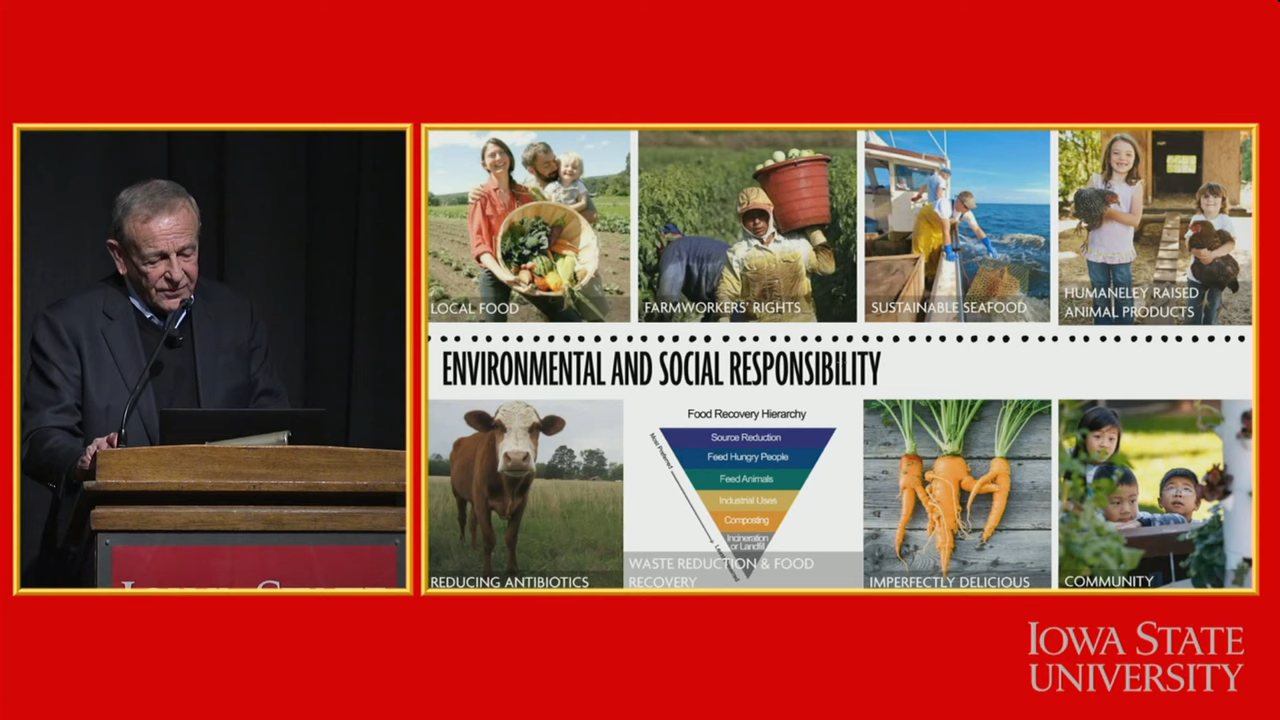 LOCAL FOOD
FARMWORKERS' RIGHTS
SUSTAINABLE SEAFOOD
HUMANELEY RAISED
ANIMAL PRODUCTS
ENVIRONMENTAL AND SOCIAL RESPONSIBILITY
REDUCING ANTIBIOTICS
Food Recovery Hierarchy
Most Preferred
Source Reduction
Feed Hungry People
Feed Animals
Industrial Uses
Composting
Incineration
or Landfill
WASTE REDUCTION & FOOD
RECOVERY
IMPERFECTLY DELICIOUS
COMMUNITY
IOWA STATE
UNIVERSITY